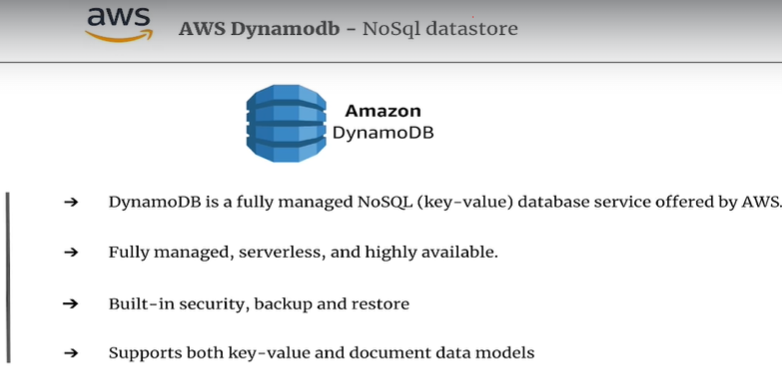 aws
AWS Dynamodb - NoSql datastore
Amazon
DynamoDB
➔ DynamoDB is a fully managed NoSQL (key-value) database service offered by AWS.
➔ Fully managed, serverless, and highly available.
➔ Built-in security, backup and restore
➔ Supports both key-value and document data models